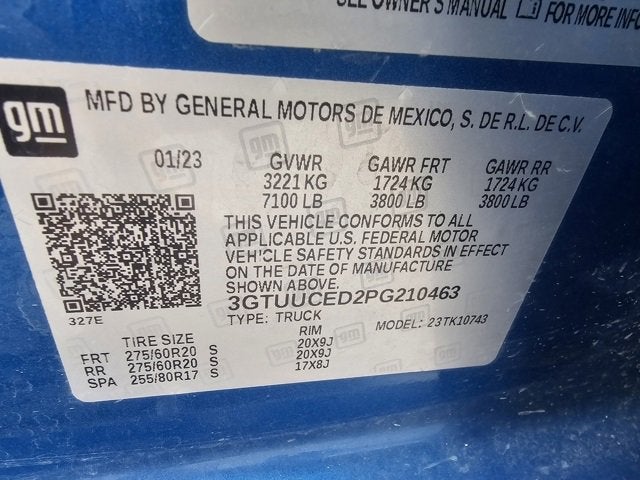 SEE OWNER'S MANUAL FOR MORE INFO
gm
MFD BY GENERAL MOTORS DE MEXICO, S. DE R.L. DE C.V.
01/23 GVWR GAWR FRT GAWR RR
3221 KG 1724 KG 1724 KG
7100 LB 3800 LB 3800 LB
THIS VEHICLE CONFORMS TO ALL
APPLICABLE U.S. FEDERAL MOTOR
VEHICLE SAFETY STANDARDS IN EFFECT
ON THE DATE OF MANUFACTURE
SHOWN ABOVE.
3GTUUCED2PG210463
327E
TYPE: TRUCK MODEL: 23TK10743
TIRE SIZE RIM
FRT 275/60R20 S 20X9J
RR 275/60R20 S 20X9J
SPA 255/80R17 S 17X8J